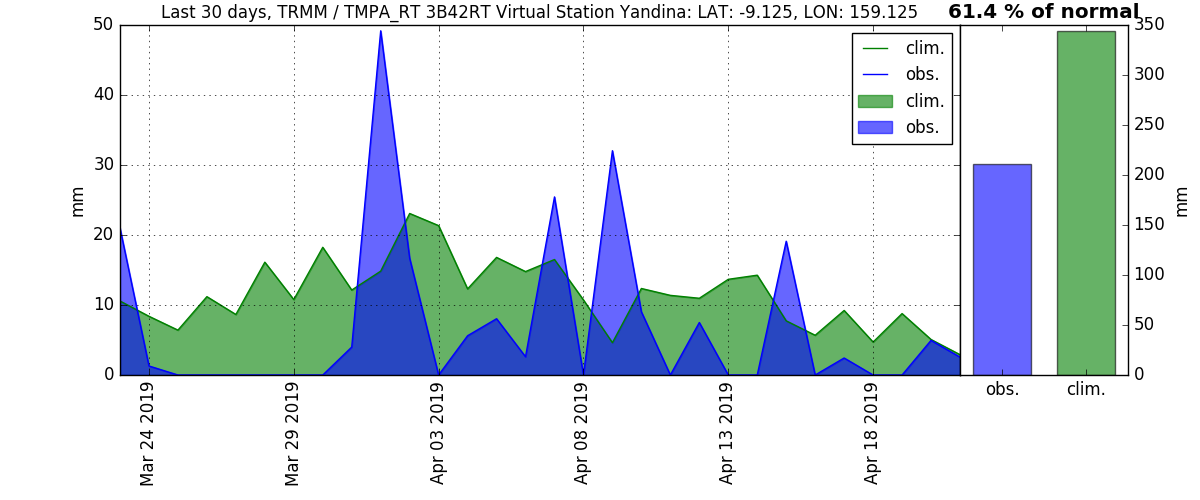 Last 30 days, TRMM / TMPA_RT 3B42RT Virtual Station Yandina: LAT: -9.125, LON: 159.125
61.4 % of normal
50
40
30
20
10
0
mm
clim.
obs.
clim.
obs.
Mar 24 2019
Mar 29 2019
Apr 03 2019
Apr 08 2019
Apr 13 2019
Apr 18 2019
350
300
250
200
150
100
50
0
mm
obs.
clim.